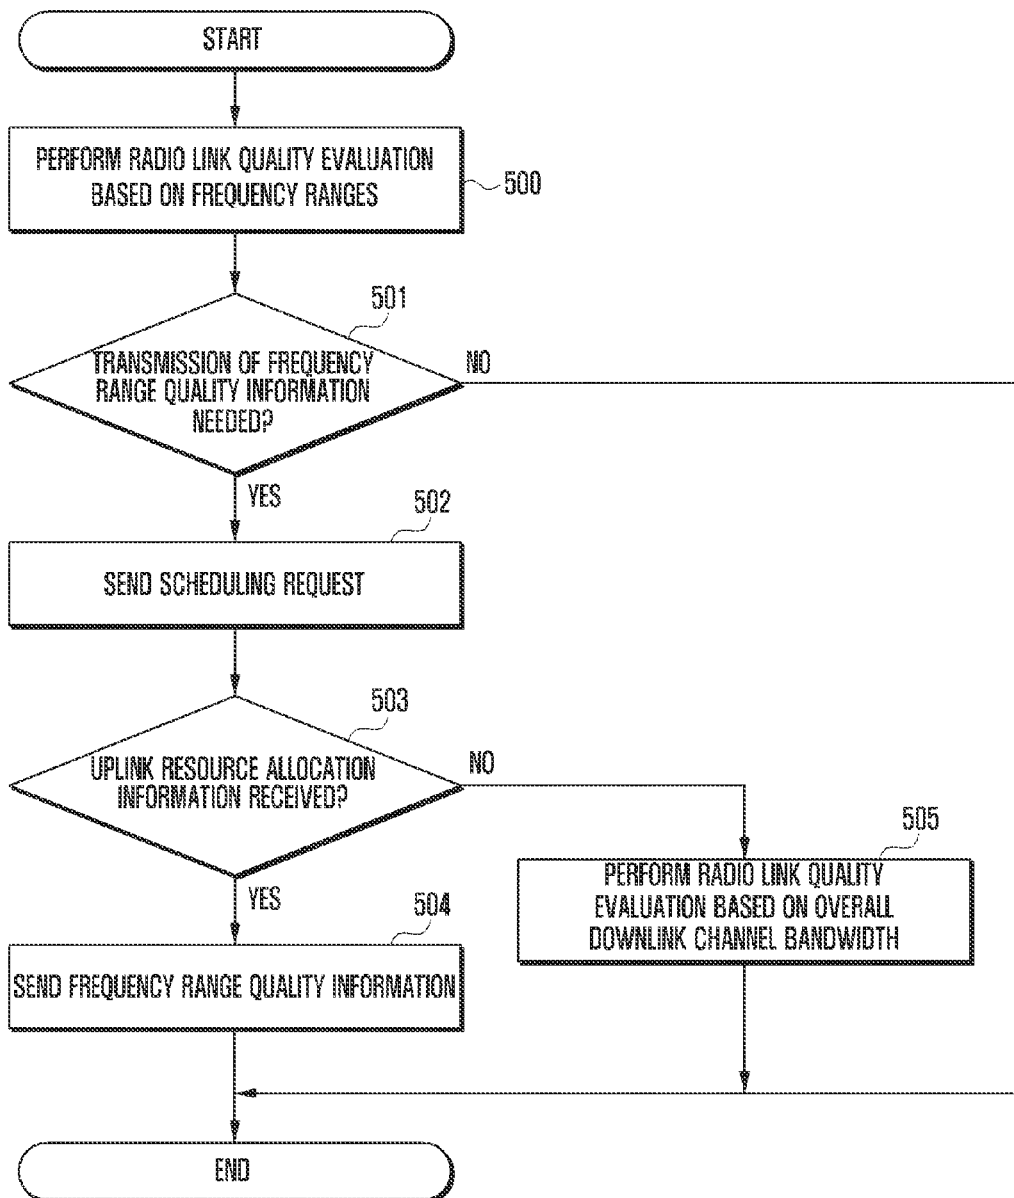 START
PERFORM RADIO LINK QUALITY EVALUATION
BASED ON FREQUENCY RANGES
500
501
TRANSMISSION OF FREQUENCY
RANGE QUALITY INFORMATION
NEEDED?
NO
YES
502
SEND SCHEDULING REQUEST
503
UPLINK RESOURCE ALLOCATION
INFORMATION RECEIVED?
NO
YES
505
PERFORM RADIO LINK QUALITY
EVALUATION BASED ON OVERALL
DOWNLINK CHANNEL BANDWIDTH
504
SEND FREQUENCY RANGE QUALITY INFORMATION
END